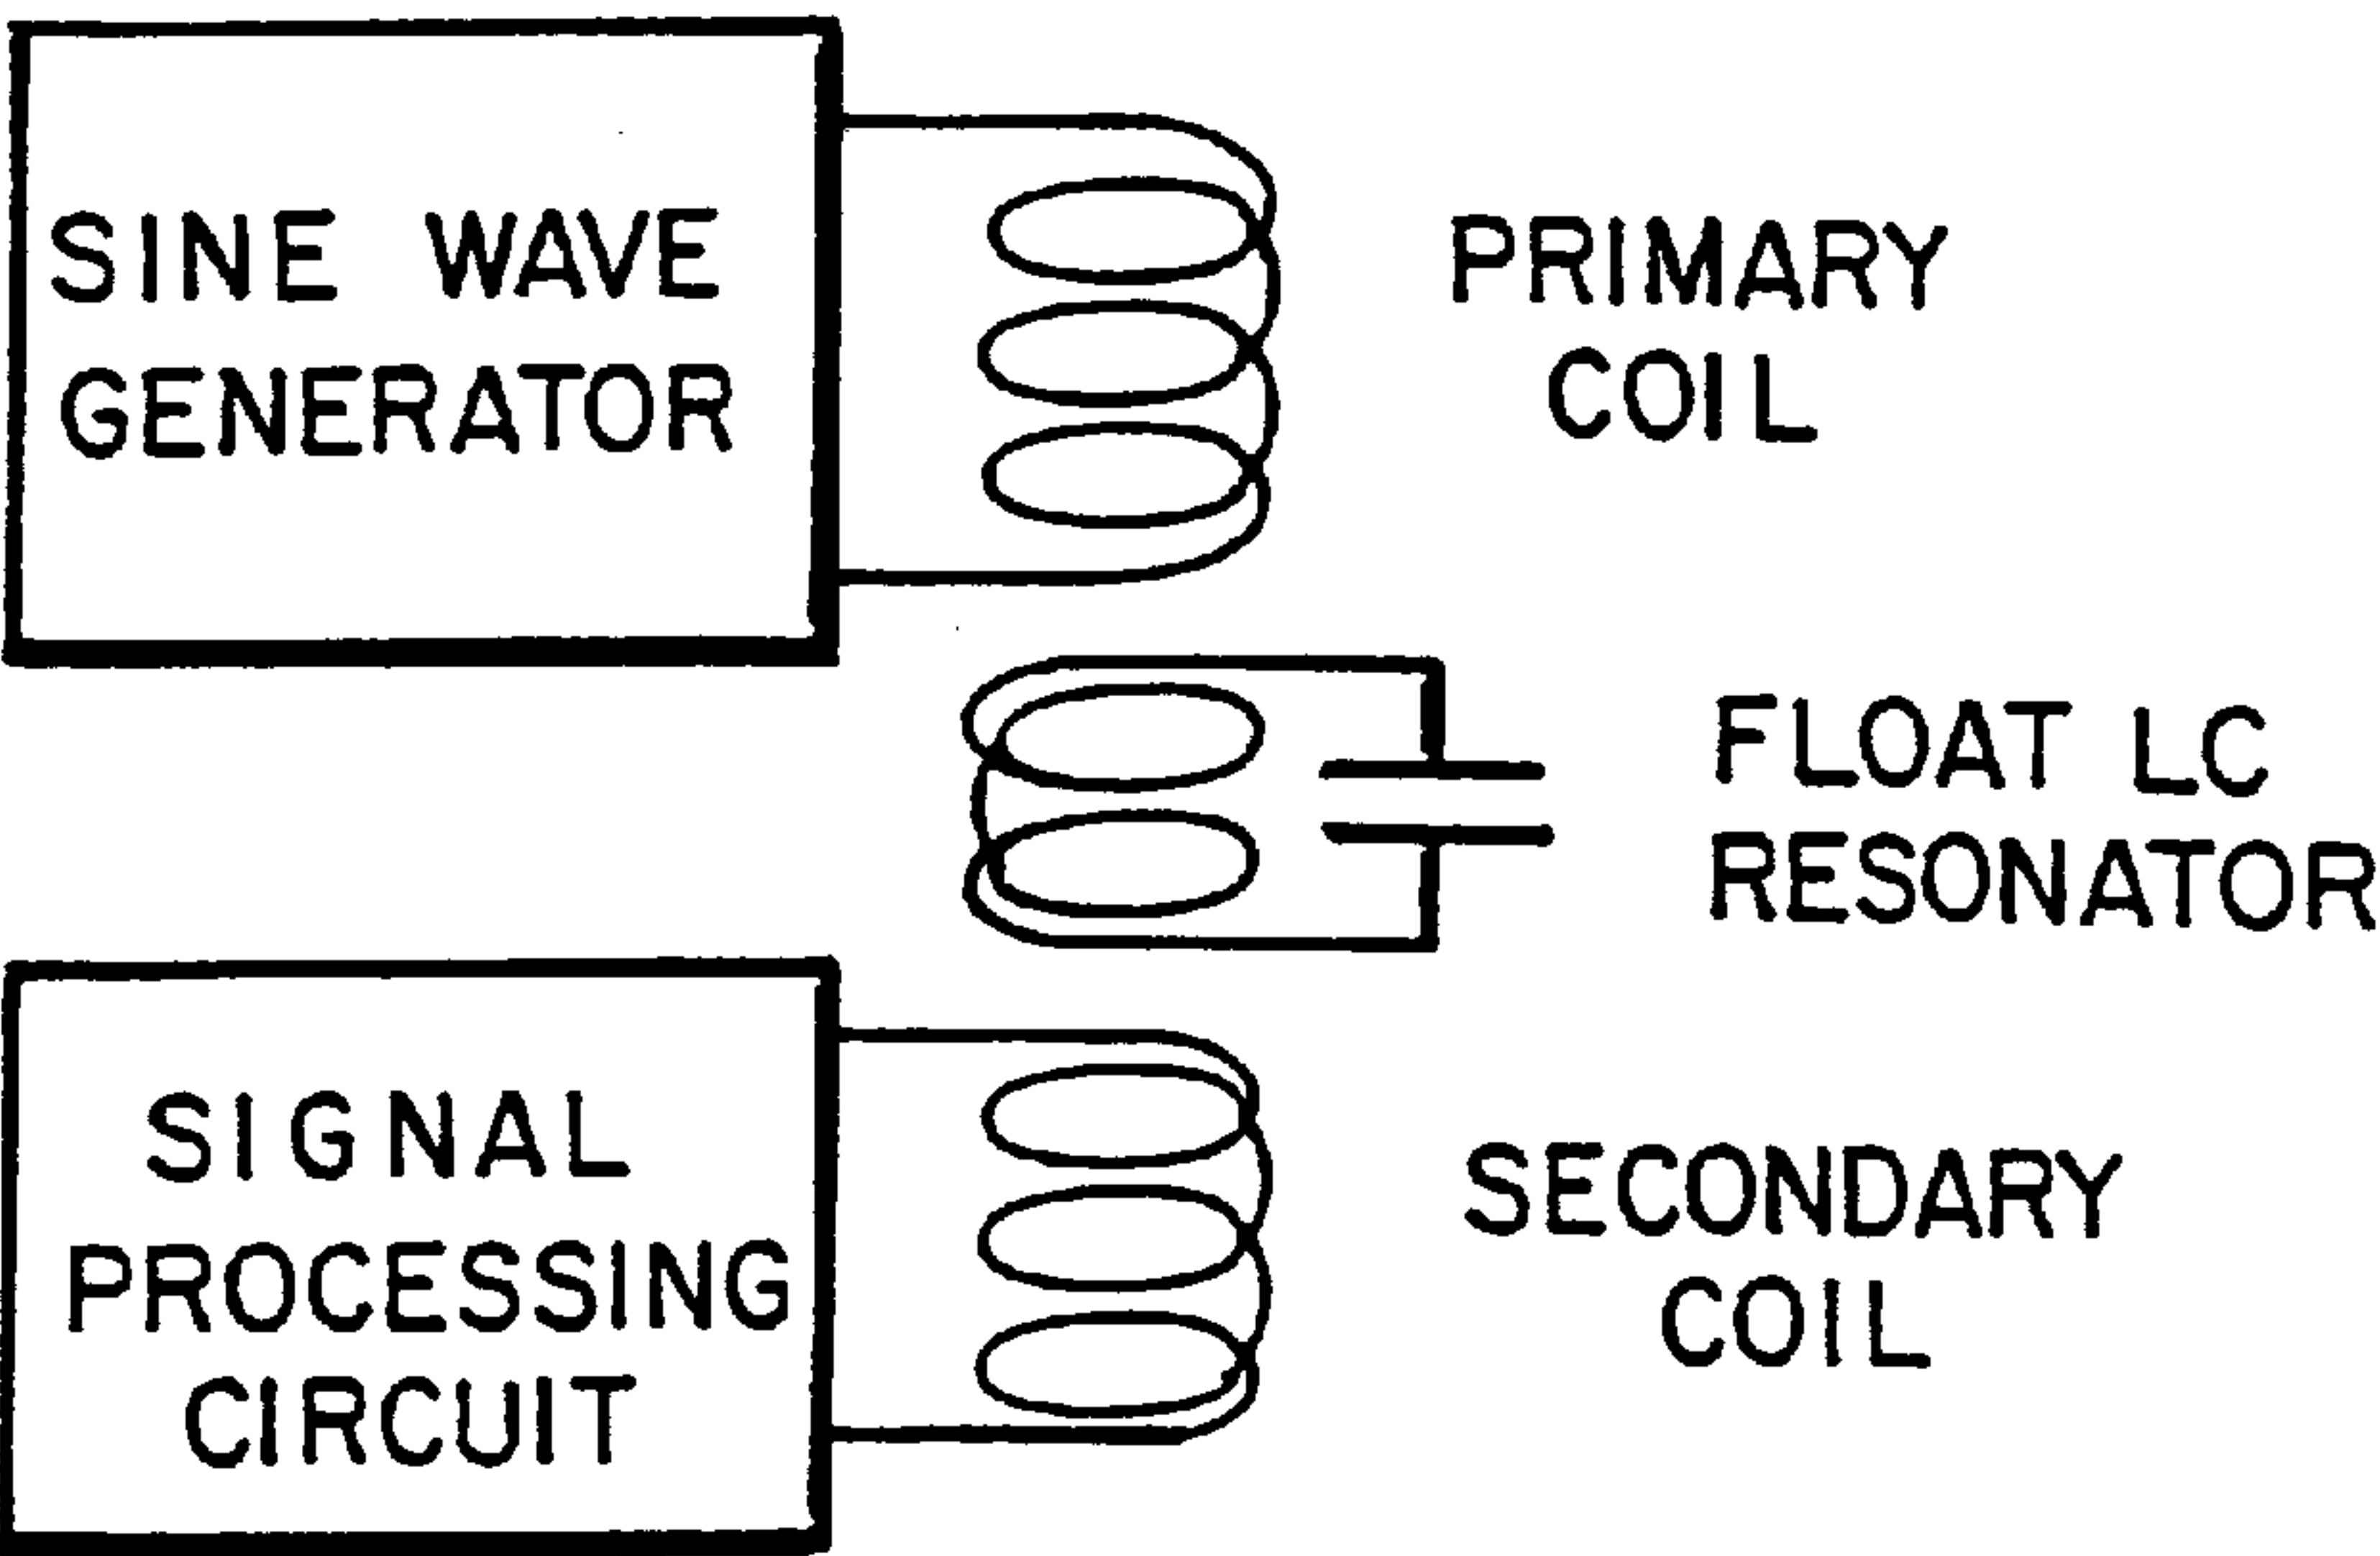 SINE WAVE
GENERATOR
PRIMARY
COIL
FLOAT LC
RESONATOR
SIGNAL
PROCESSING
CIRCUIT
SECONDARY
COIL